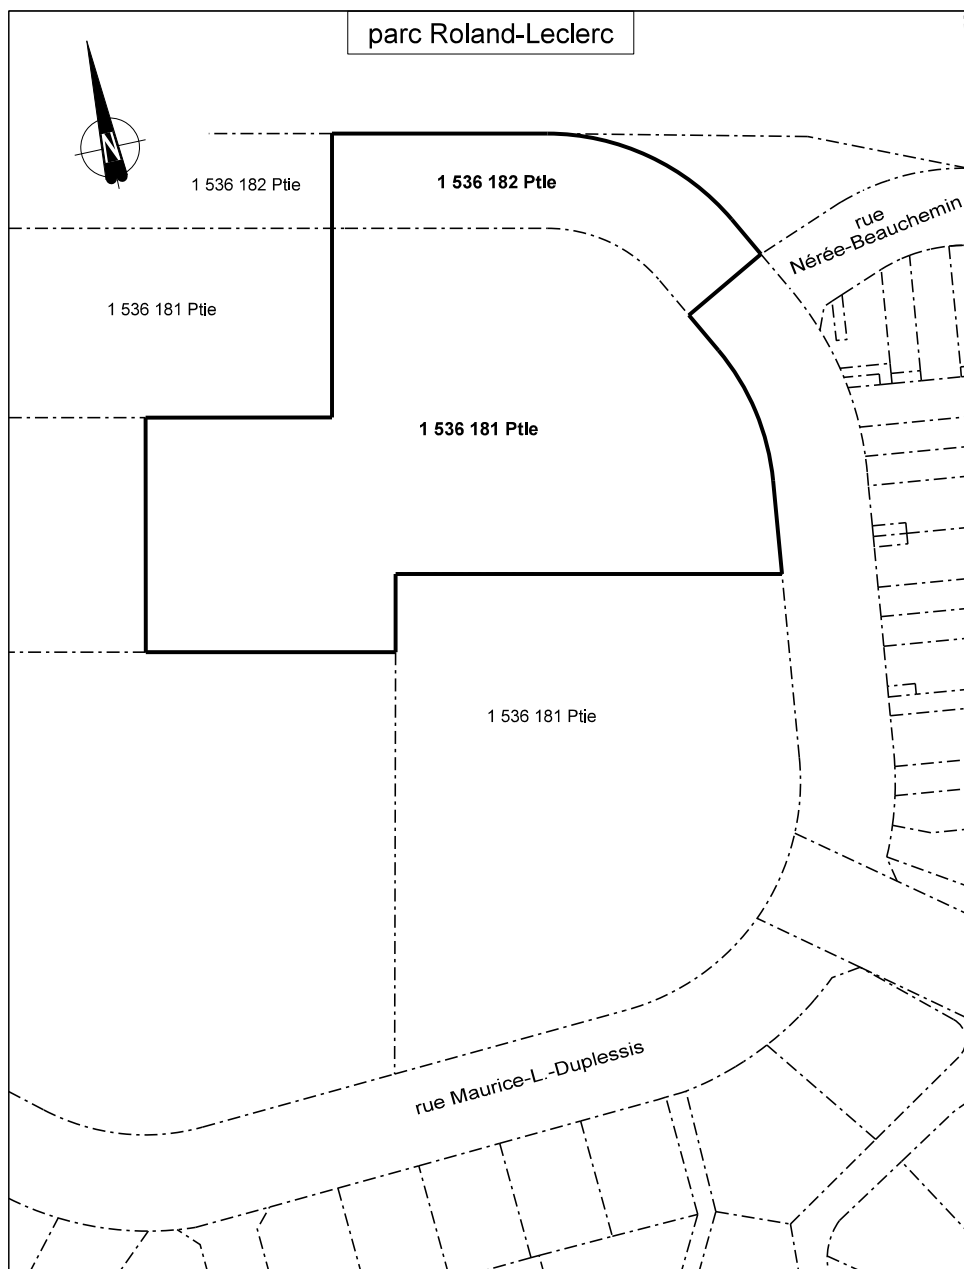 parc Roland-Leclerc
N
1 536 182 Ptie
1 536 182 Ptie
rue
Nérée-Beauchemin
1 536 181 Ptie
1 536 181 Ptie
1 536 181 Ptie
rue Maurice-L.-Duplessis